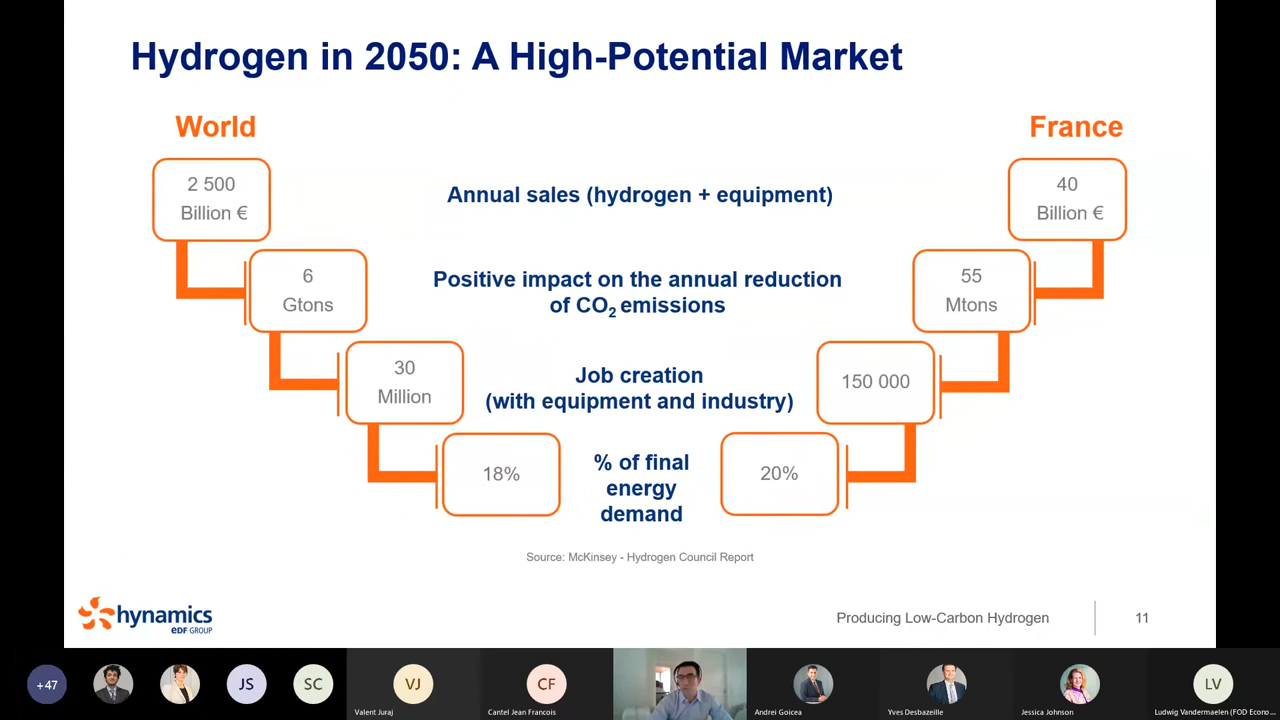 Hydrogen in 2050: A High-Potential Market
World
France
2 500
Billion €
Annual sales (hydrogen + equipment)
40
Billion €
6
Gtons
Positive impact on the annual reduction
of CO2 emissions
55
Mtons
30
Million
Job creation
(with equipment and industry)
150 000
18%
% of final
energy
demand
20%
Source: McKinsey - Hydrogen Council Report
hynamics
EDF GROUP
Producing Low-Carbon Hydrogen
11
+47
JS
SC
VJ
CF
LV
Valent Juraj
Cantel Jean Francois
Andrei Goicea
Yves Desbazeille
Jessica Johnson
Ludwig Vandermaelen (FOD Econo...